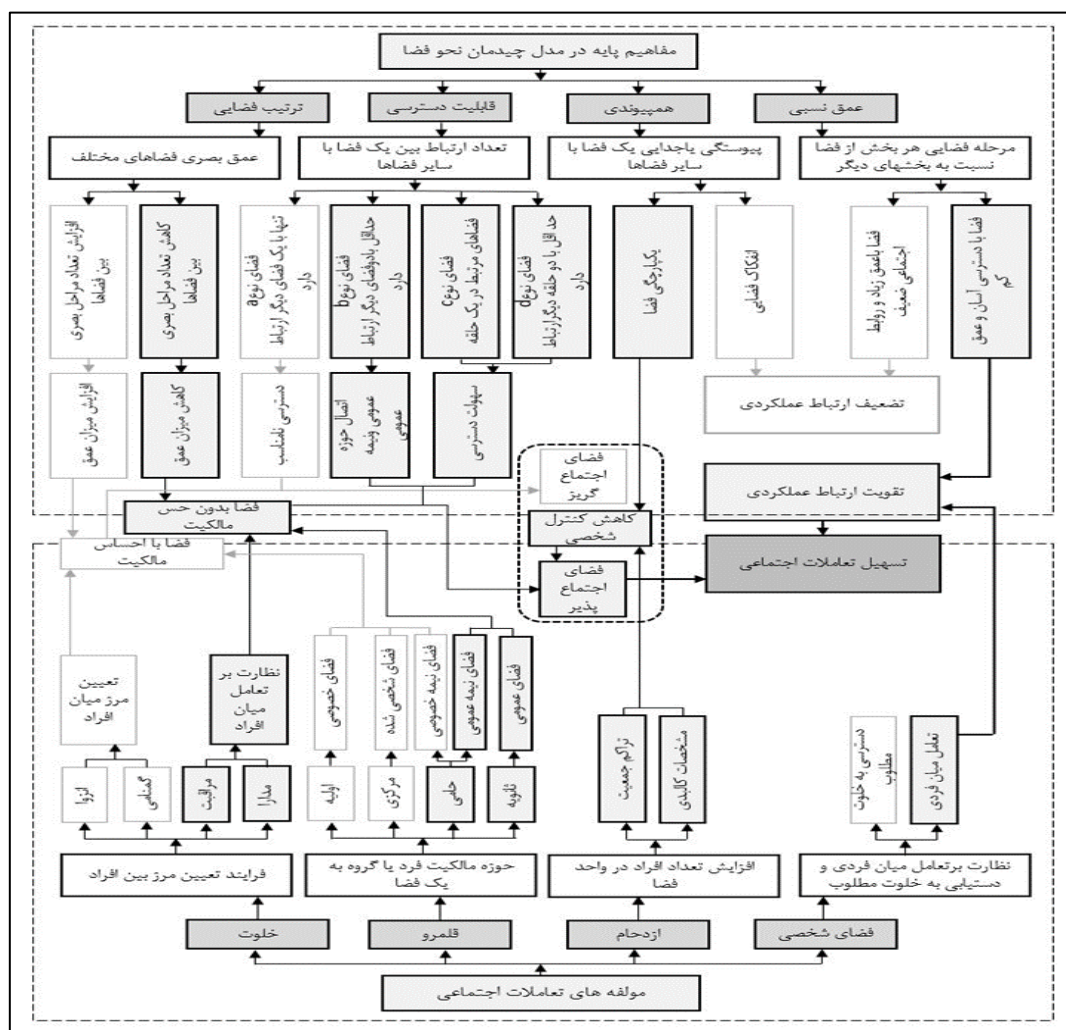 مفاهیم پایه در مدل چیدمان نحو فضا
عمق نسبی
همپیوندی
قابلیت دسترسی
ترتیب فضایی
مرحله فضایی هر بخش از فضا
نسبت به بخشهای دیگر
پیوستگی یاجدایی یک فضا با
سایر فضاها
تعداد ارتباط بین یک فضا با
سایر فضاها
عمق بصری فضاهای مختلف
فضا با دسترسی آسان و عمق
کم
فضا باعمق زیاد و روابط
اجتماعی ضعیف
انفکاک فضایی
یکپارچگی فضا
فضای نوع d
حد اقل با دو حلقه دیگرارتباط
دارد
فضای نوع c
فضاهای مرتبط در یک حلقه
فضای نوع b
حداقل بادوفضای دیگر ارتباط
دارد
فضای نوع a
تنها با یک فضای دیگر ارتباط
دارد
کاهش تعداد مراحل بصری
بین فضاها
افزایش تعداد مراحل بصری
بین فضاها
تضعیف ارتباط عملکردی
سهولت دسترسی
اتصال حوزه
عمومی ونیمه
عمومی
دسترسی نامناسب
کاهش میزان عمق
افزایش میزان عمق
تقویت ارتباط عملکردی
فضای
اجتماع
گریز
کاهش کنترل
شخصی
فضای
اجتماع
پذیر
تسهیل تعاملات اجتماعی
فضا بدون حس
مالکیت
فضا با احساس
مالکیت
تعامل میان فردی
دسترسی به خلوت
مطلوب
مشخصات کالبدی
تراکم جمعیت
فضای عمومی
فضای نیمه عمومی
فضای نیمه خصوصی
فضای شخصی شده
فضای خصوصی
نظارت بر
تعامل
میان
افراد
تعیین
مرز میان
افراد
ثانویه
حامی
مرکزی
اولیه
مدارا
مراقبت
گمنامی
انزوا
نظارت برتعامل میان فردی و
دستیابی به خلوت مطلوب
افزایش تعداد افراد در واحد
فضا
حوزه مالکیت فرد یا گروه به
یک فضا
فرایند تعیین مرز بین افراد
فضای شخصی
ازدحام
قلمرو
خلوت
مولفه های تعاملات اجتماعی